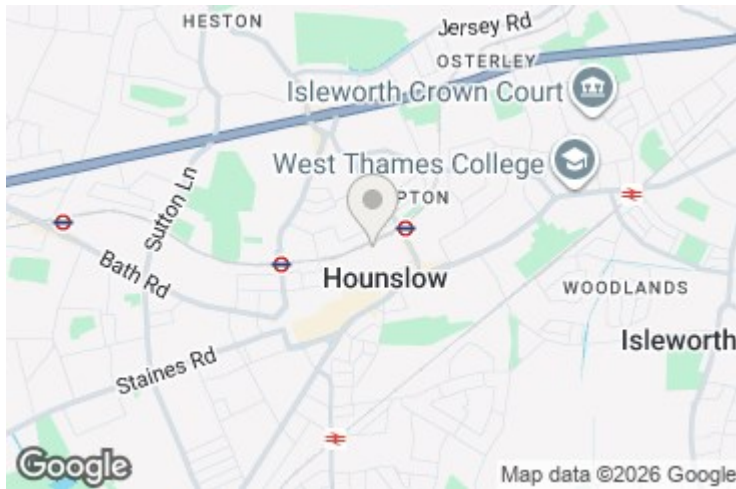 HESTON
Jersey Rd
OSTERLEY
Isleworth Crown Court
West Thames College
PTON
Sutton Ln
Bath Rd
Hounslow
WOODLANDS
Isleworth
Staines Rd
Google
Map data ©2026 Google